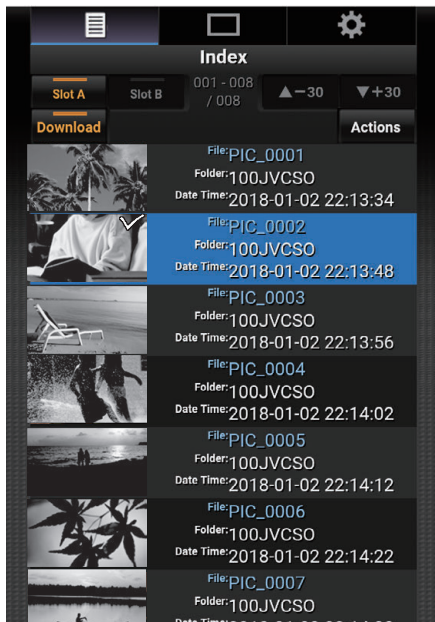 Index
Slot A
Slot B
001 - 008
/ 008
▲−30
▼+30
Download
Actions
File:PIC_0001
Folder:100JVCSO
Date Time:2018-01-02 22:13:34
File:PIC_0002
Folder:100JVCSO
Date Time:2018-01-02 22:13:48
File:PIC_0003
Folder:100JVCSO
Date Time:2018-01-02 22:13:56
File:PIC_0004
Folder:100JVCSO
Date Time:2018-01-02 22:14:02
File:PIC_0005
Folder:100JVCSO
Date Time:2018-01-02 22:14:12
File:PIC_0006
Folder:100JVCSO
Date Time:2018-01-02 22:14:22
File:PIC_0007
Folder:100JVCSO